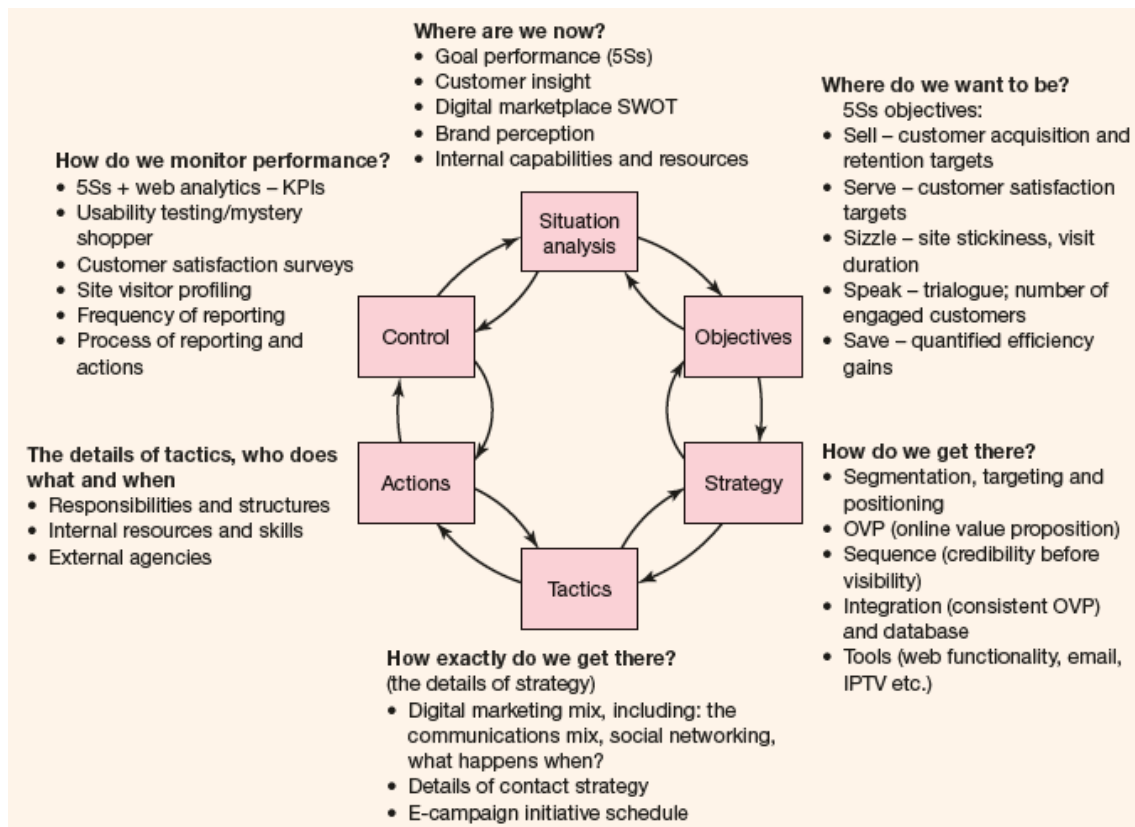 Where are we now?
• Goal performance (5Ss)
• Customer insight
• Digital marketplace SWOT
• Brand perception
• Internal capabilities and resources
Where do we want to be?
5Ss objectives:
• Sell – customer acquisition and
retention targets
• Serve – customer satisfaction
targets
• Sizzle – site stickiness, visit
duration
• Speak – trialogue; number of
engaged customers
• Save – quantified efficiency
gains
How do we monitor performance?
• 5Ss + web analytics – KPIs
• Usability testing/mystery
shopper
• Customer satisfaction surveys
• Site visitor profiling
• Frequency of reporting
• Process of reporting and
actions
Situation
analysis
Control
Objectives
Actions
Strategy
Tactics
The details of tactics, who does
what and when
• Responsibilities and structures
• Internal resources and skills
• External agencies
How do we get there?
• Segmentation, targeting and
positioning
• OVP (online value proposition)
• Sequence (credibility before
visibility)
• Integration (consistent OVP)
and database
• Tools (web functionality, email,
IPTV etc.)
How exactly do we get there?
(the details of strategy)
• Digital marketing mix, including: the
communications mix, social networking,
what happens when?
• Details of contact strategy
• E-campaign initiative schedule